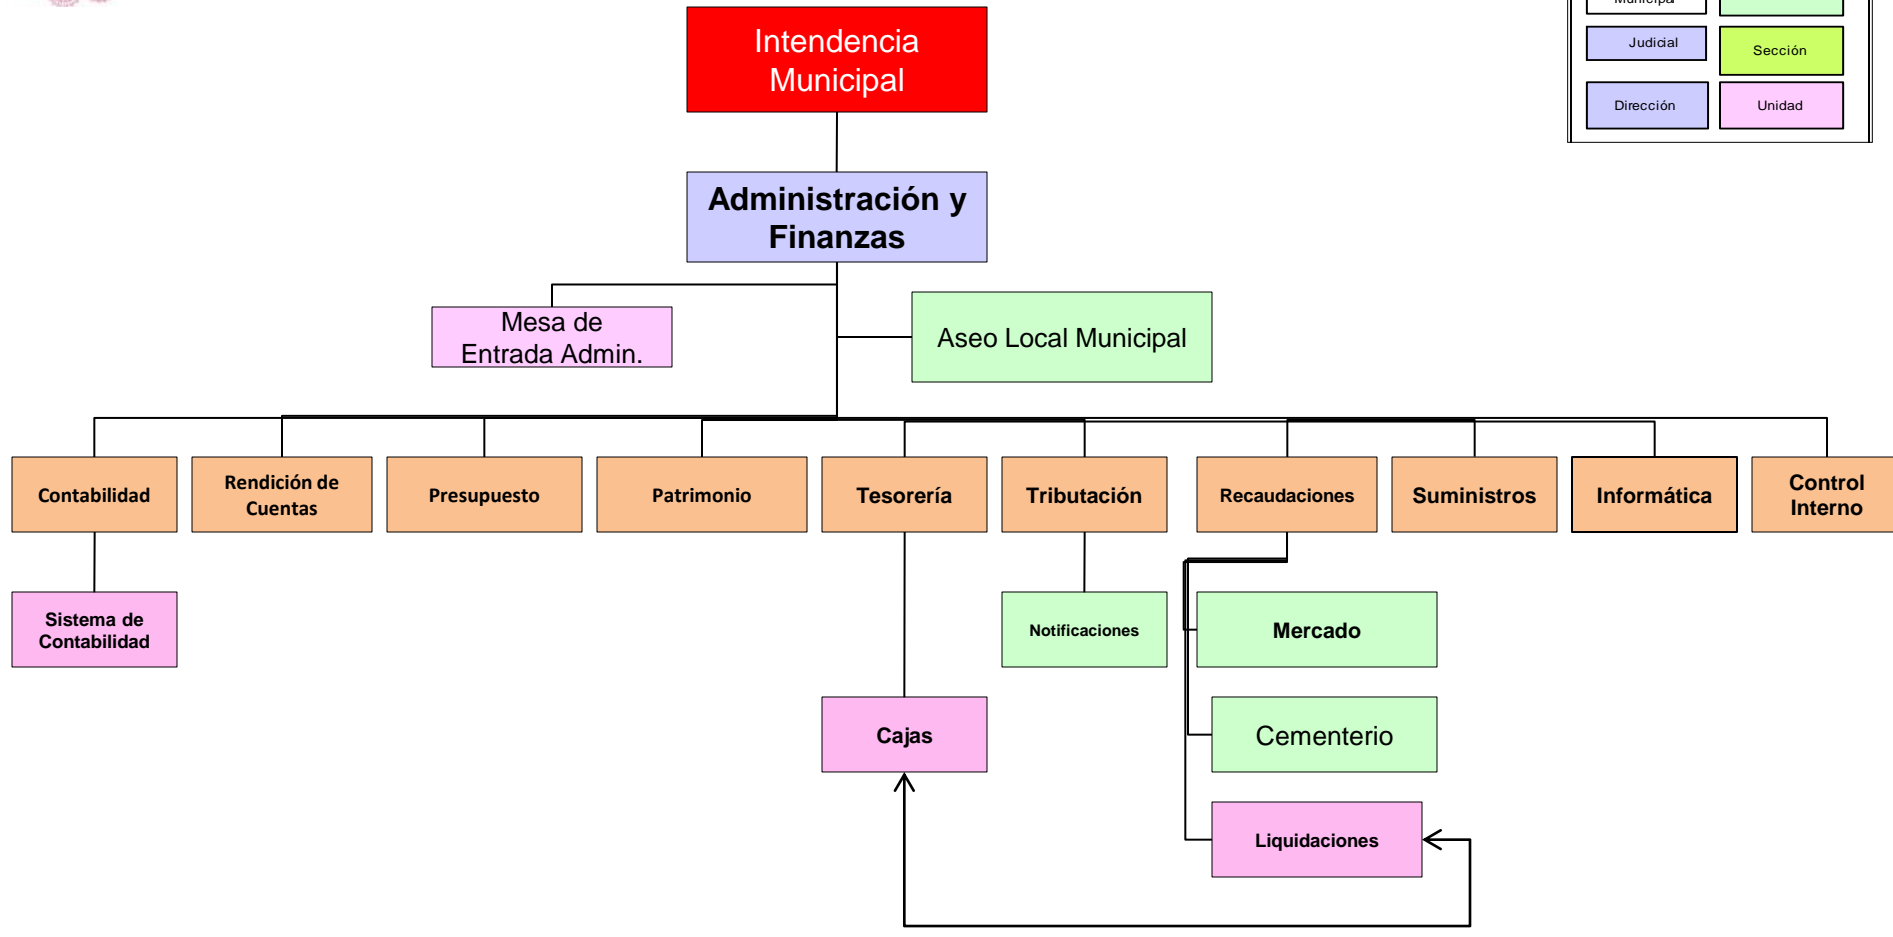 Municipal
Judicial
Sección
Dirección
Unidad
Intendencia
Municipal
Administración y
Finanzas
Mesa de
Entrada Admin.
Aseo Local Municipal
Contabilidad
Rendición de
Cuentas
Presupuesto
Patrimonio
Tesorería
Tributación
Recaudaciones
Suministros
Informática
Control
Interno
Sistema de
Contabilidad
Notificaciones
Mercado
Cajas
Cementerio
Liquidaciones